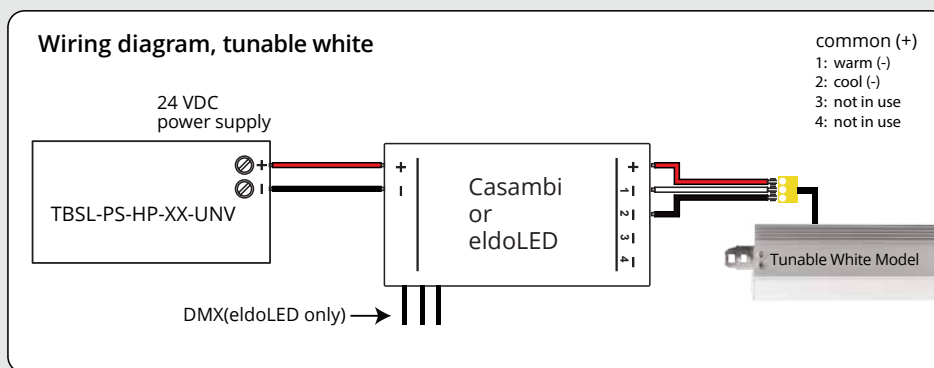 Wiring diagram, tunable white
common (+)
1: warm (-)
2: cool (-)
3: not in use
4: not in use
24 VDC
power supply
+
-
TBSL-PS-HP-XX-UNV
+
-
Casambi
or
eldoLED
+
1 -
2 -
3 -
4 -
Tunable White Model
DMX(eldoLED only)